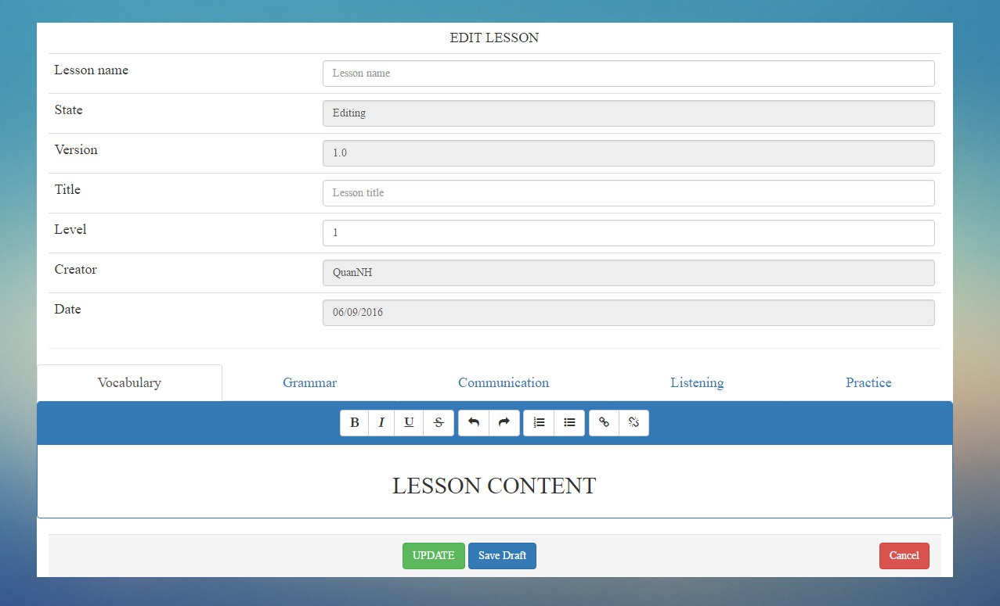 EDIT LESSON
Lesson name Lesson name
State Editing
Version 1.0
Title Lesson title
Level 1
Creator QuanNH
Date 06/09/2016
Vocabulary Grammar Communication Listening Practice
B I U S
LESSON CONTENT
UPDATE Save Draft Cancel